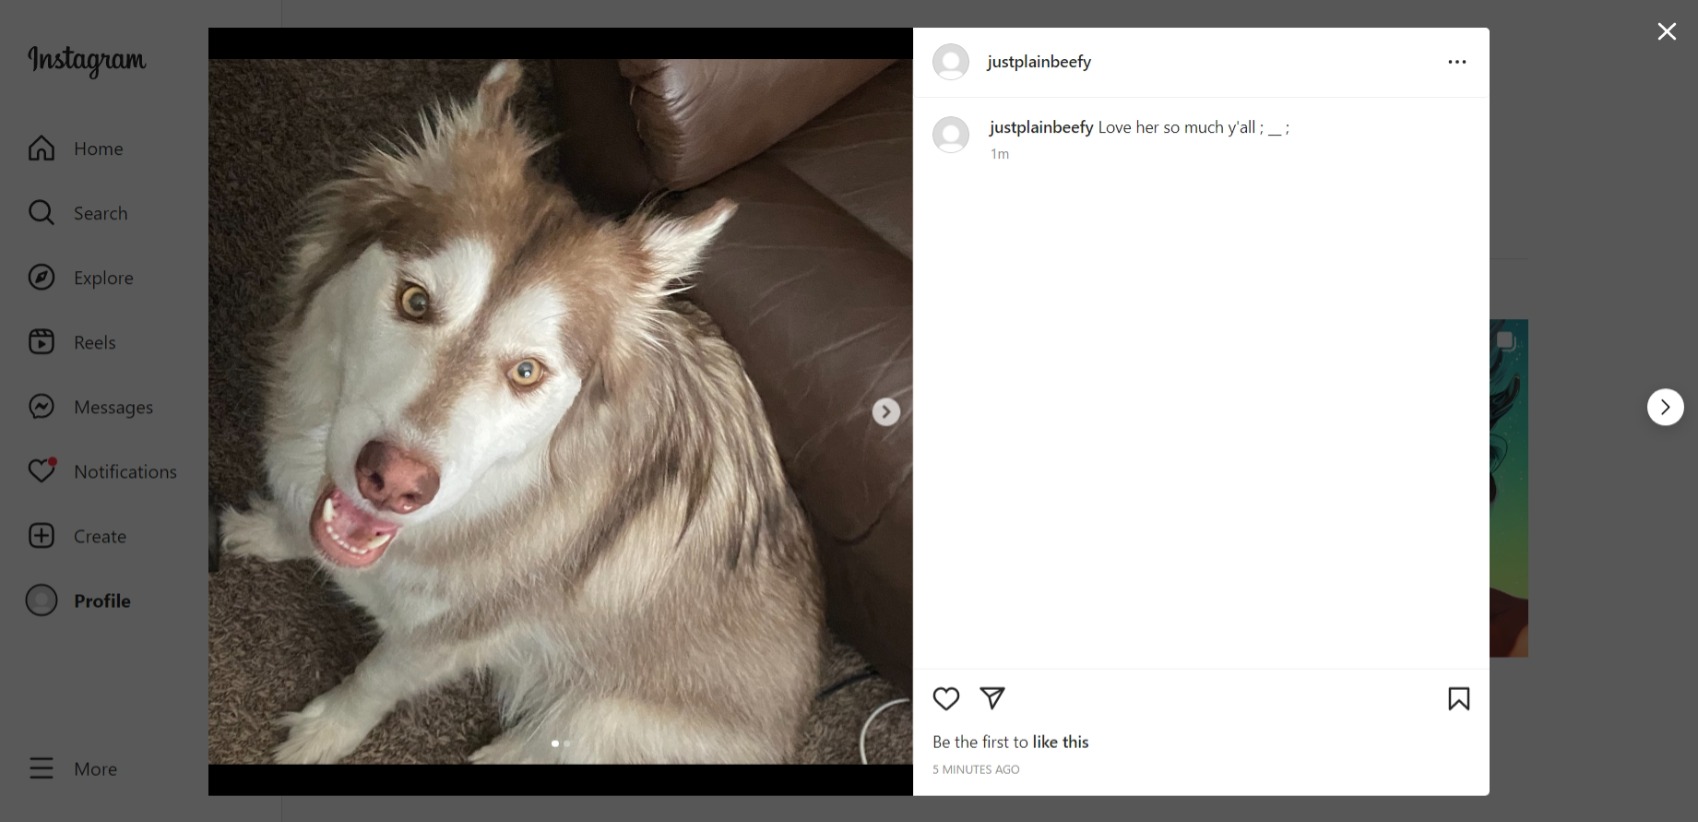 Instagram
Home
Search
Explore
Reels
Messages
Notifications
Create
Profile
More
justplainbeefy
justplainbeefy Love her so much y'all ; __ ;
1m
Be the first to like this
5 MINUTES AGO